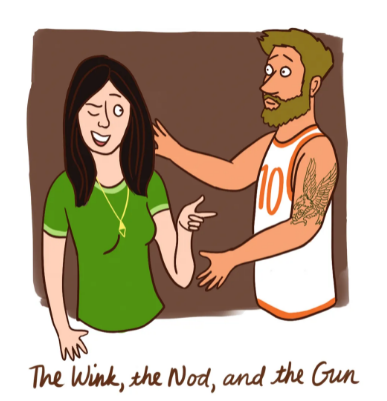 10
The Wink, the Nod, and the Gun